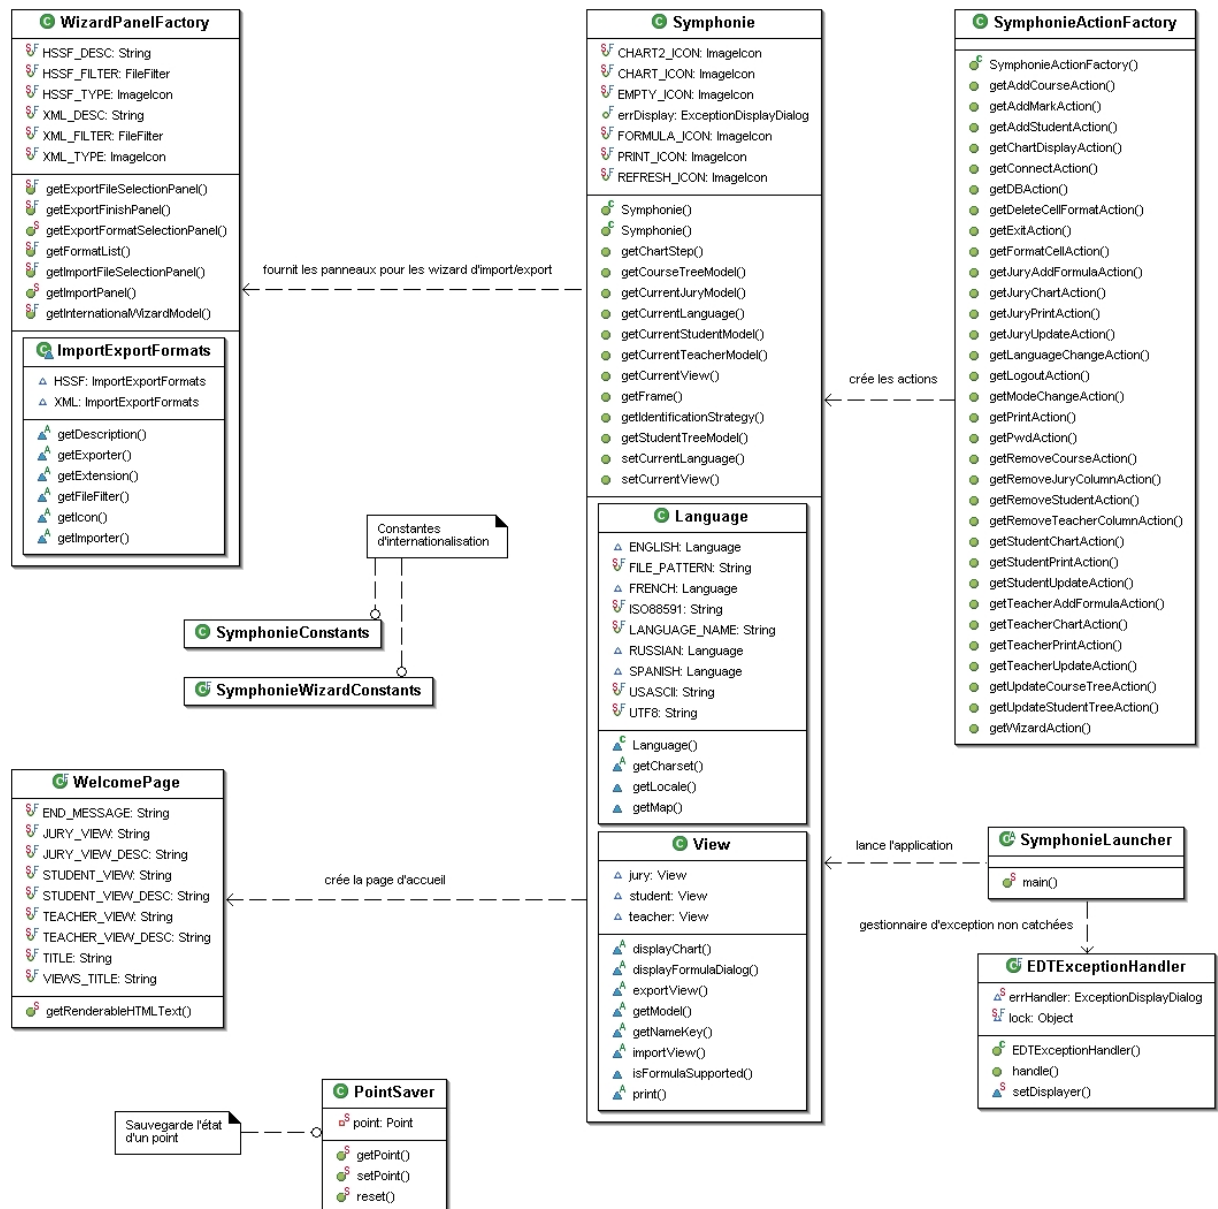 WizardPanelFactory
HSSF_DESC: String
HSSF_FILTER: FileFilter
HSSF_TYPE: ImageIcon
XML_DESC: String
XML_FILTER: FileFilter
XML_TYPE: ImageIcon
getExportFileSelectionPanel()
getExportFinishPanel()
getExportFormatSelectionPanel()
getFormatList()
getImportFileSelectionPanel()
getImportPanel()
getInternationalWizardModel()
ImportExportFormats
HSSF: ImportExportFormats
XML: ImportExportFormats
getDescription()
getExporter()
getExtension()
getFileFilter()
getIcon()
getImporter()
fournit les panneaux pour les wizard d'import/export
Symphonie
CHART2_ICON: ImageIcon
CHART_ICON: ImageIcon
EMPTY_ICON: ImageIcon
errDisplay: ExceptionDisplayDialog
FORMULA_ICON: ImageIcon
PRINT_ICON: ImageIcon
REFRESH_ICON: ImageIcon
Symphonie()
Symphonie()
getChartStep()
getCourseTreeModel()
getCurrentJuryModel()
getCurrentLanguage()
getCurrentStudentModel()
getCurrentTeacherModel()
getCurrentView()
getFrame()
getIdentificationStrategy()
getStudentTreeModel()
setCurrentLanguage()
setCurrentView()
Language
ENGLISH: Language
FILE_PATTERN: String
FRENCH: Language
ISO88591: String
LANGUAGE_NAME: String
RUSSIAN: Language
SPANISH: Language
USASCII: String
UTF8: String
Language()
getCharset()
getLocale()
getMap()
View
jury: View
student: View
teacher: View
displayChart()
displayFormulaDialog()
exportView()
getModel()
getNameKey()
importView()
isFormulaSupported()
print()
crée les actions
SymphonieActionFactory
SymphonieActionFactory()
getAddCourseAction()
getAddMarkAction()
getAddStudentAction()
getChartDisplayAction()
getConnectAction()
getDBAction()
getDeleteCellFormatAction()
getExitAction()
getFormatCellAction()
getJuryAddFormulaAction()
getJuryChartAction()
getJuryPrintAction()
getJuryUpdateAction()
getLanguageChangeAction()
getLogoutAction()
getModeChangeAction()
getPrintAction()
getPwdAction()
getRemoveCourseAction()
getRemoveJuryColumnAction()
getRemoveStudentAction()
getRemoveTeacherColumnAction()
getStudentChartAction()
getStudentPrintAction()
getStudentUpdateAction()
getTeacherAddFormulaAction()
getTeacherChartAction()
getTeacherPrintAction()
getTeacherUpdateAction()
getUpdateCourseTreeAction()
getUpdateStudentTreeAction()
getWizardAction()
Constantes
d'internationalisation
SymphonieConstants
SymphonieWizardConstants
WelcomePage
END_MESSAGE: String
JURY_VIEW: String
JURY_VIEW_DESC: String
STUDENT_VIEW: String
STUDENT_VIEW_DESC: String
TEACHER_VIEW: String
TEACHER_VIEW_DESC: String
TITLE: String
VIEWS_TITLE: String
getRenderableHTMLText()
crée la page d'accueil
lance l'application
SymphonieLauncher
main()
gestionnaire d'exception non catchées
EDTExceptionHandler
errHandler: ExceptionDisplayDialog
lock: Object
EDTExceptionHandler()
handle()
setDisplayer()
Sauvegarde l'état
d'un point
PointSaver
point: Point
getPoint()
setPoint()
reset()